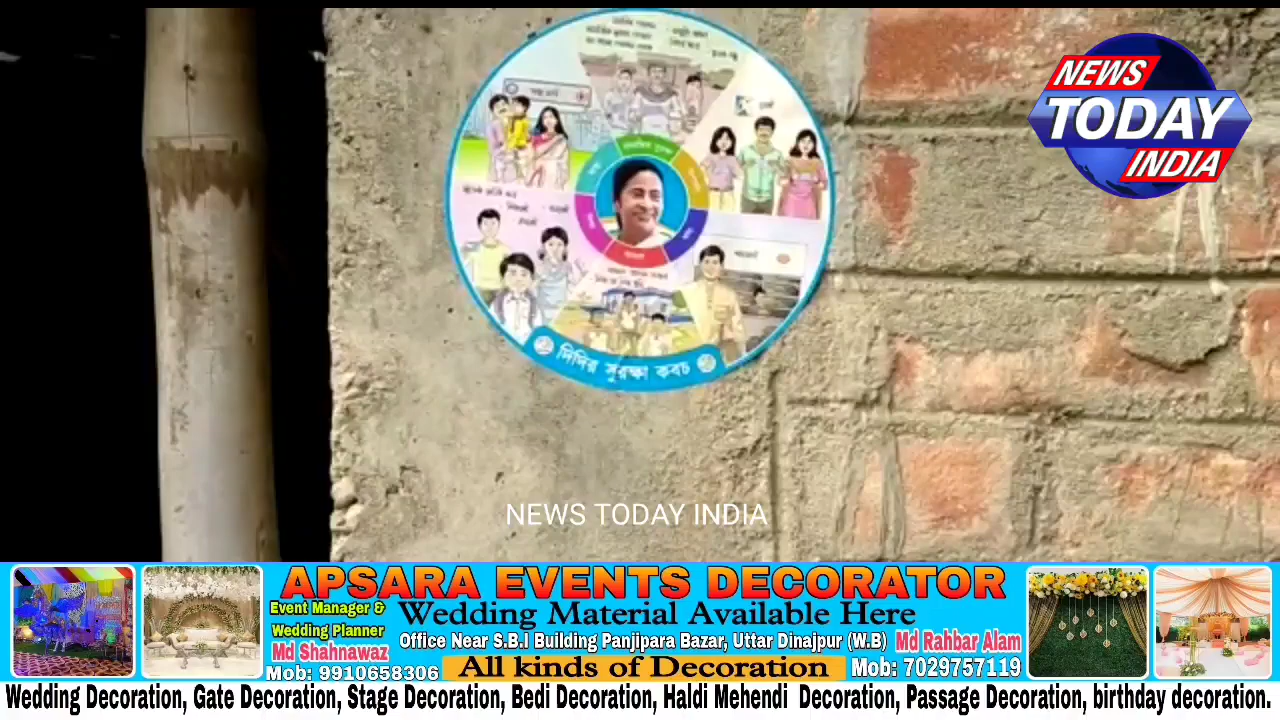 NEWS
TODAY
INDIA
দিদির সুরক্ষা কবচ
NEWS TODAY INDIA
APSARA EVENTS DECORATOR
Event Manager &
Wedding Planner
Wedding Material Available Here
Office Near S.B.I Building Panjipara Bazar, Uttar Dinajpur (W.B)
Md Shahnawaz
Md Rahbar Alam
Mob: 9910658306
All kinds of Decoration
Mob: 7029757119
Wedding Decoration, Gate Decoration, Stage Decoration, Bedi Decoration, Haldi Mehendi Decoration, Passage Decoration, birthday decoration.